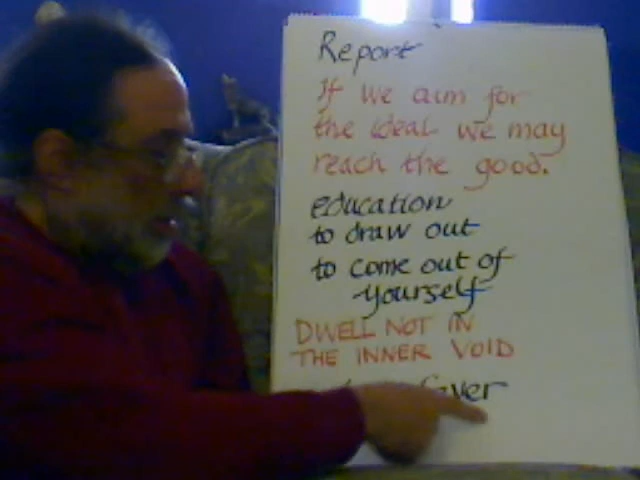 Report
If we aim for
the ideal we may
reach the good.
education
to draw out
to come out of
yourself
DWELL NOT IN
THE INNER VOID